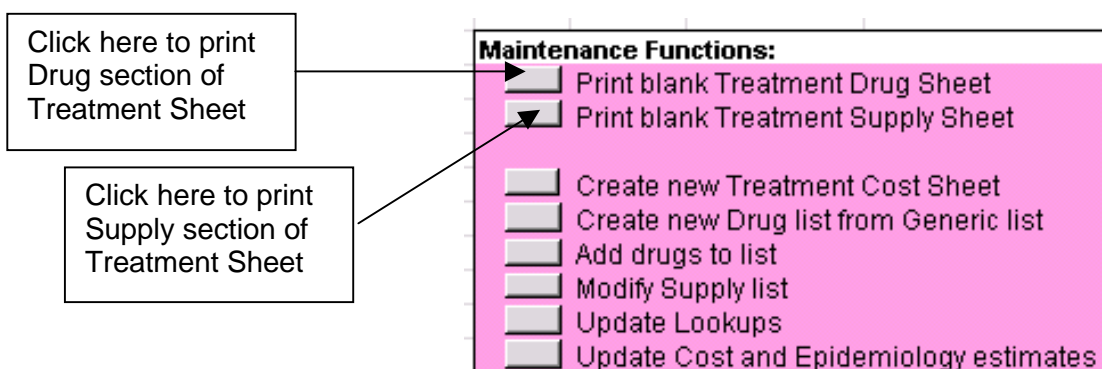 Click here to print
Drug section of
Treatment Sheet
Click here to print
Supply section of
Treatment Sheet
Maintenance Functions:
Print blank Treatment Drug Sheet
Print blank Treatment Supply Sheet
Create new Treatment Cost Sheet
Create new Drug list from Generic list
Add drugs to list
Modify Supply list
Update Lookups
Update Cost and Epidemiology estimates